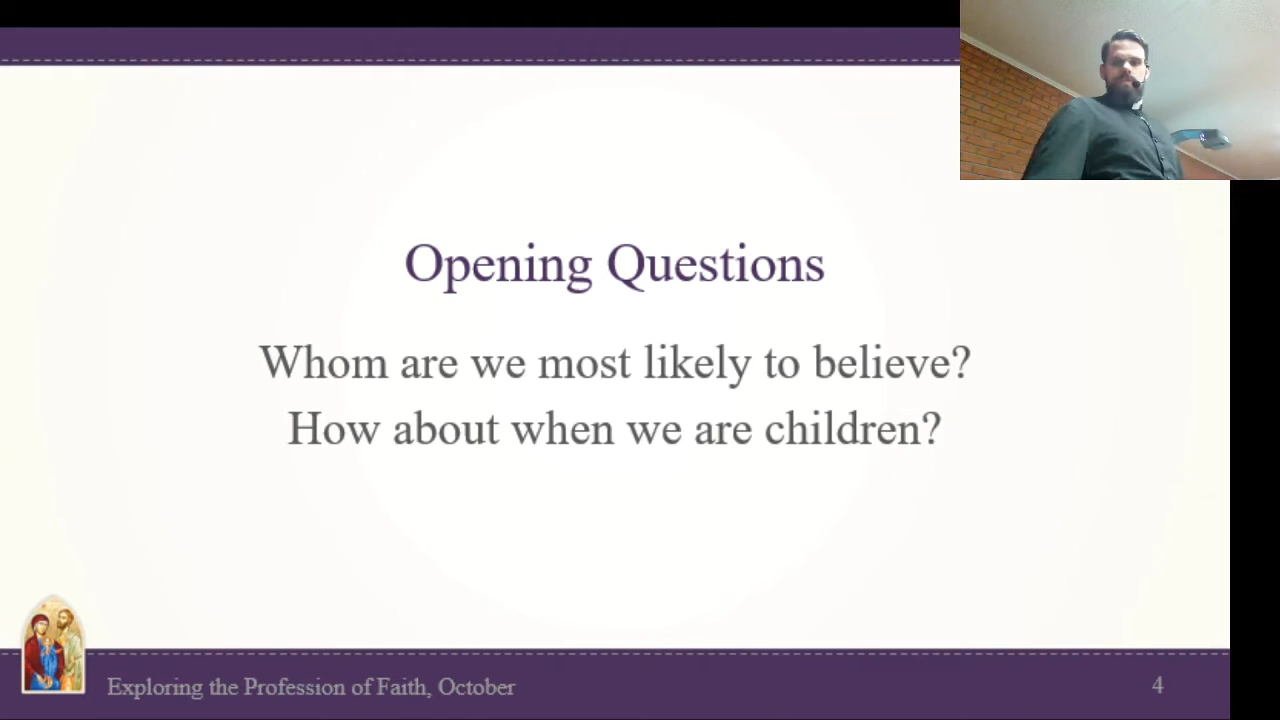 Opening Questions
Whom are we most likely to believe?
How about when we are children?
Exploring the Profession of Faith, October
4